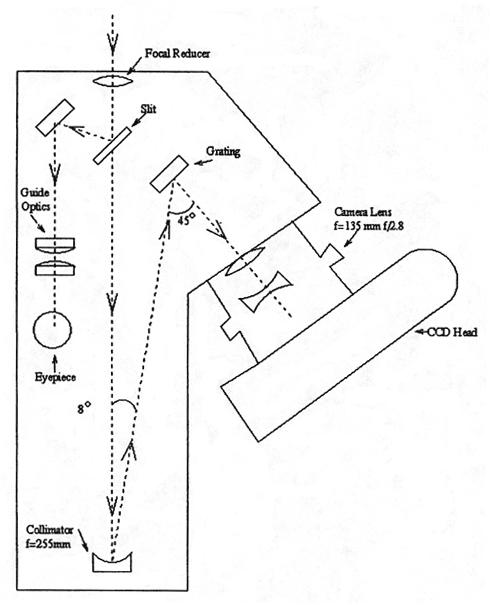 Focal Reducer
Slit
Grating
Guide
Optics
45°
Camera Lens
f=135 mm f/2.8
CCD Head
Eyepiece
8°
Collimator
f=255mm